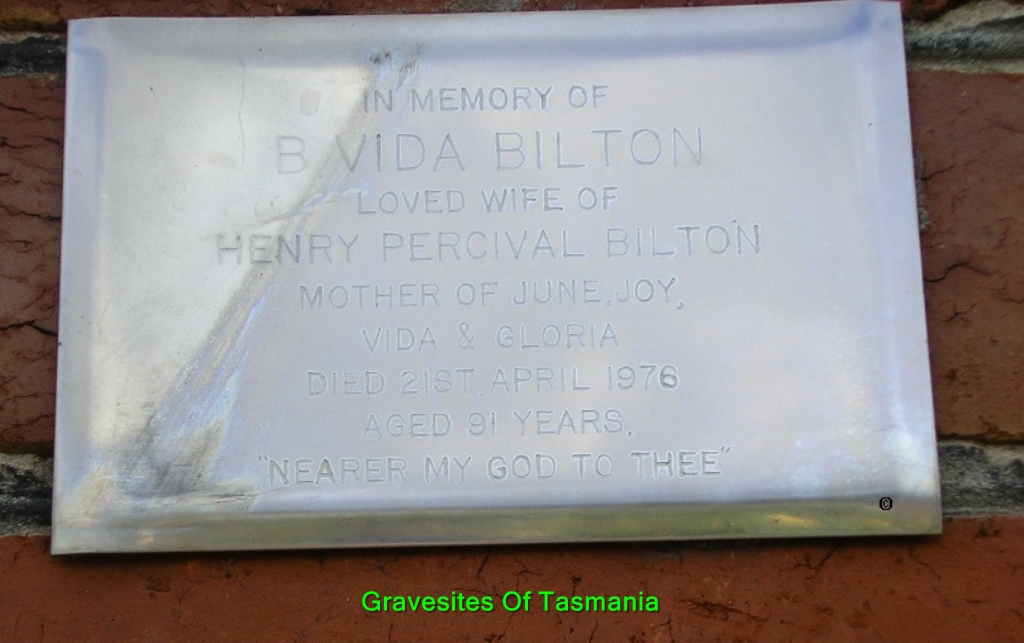 IN MEMORY OF
B VIDA BILTON
LOVED WIFE OF
HENRY PERCIVAL BILTON
MOTHER OF JUNE, JOY,
VIDA & GLORIA
DIED 21ST. APRIL 1976
AGED 91 YEARS.
"NEARER MY GOD TO THEE"
©
Gravesites Of Tasmania